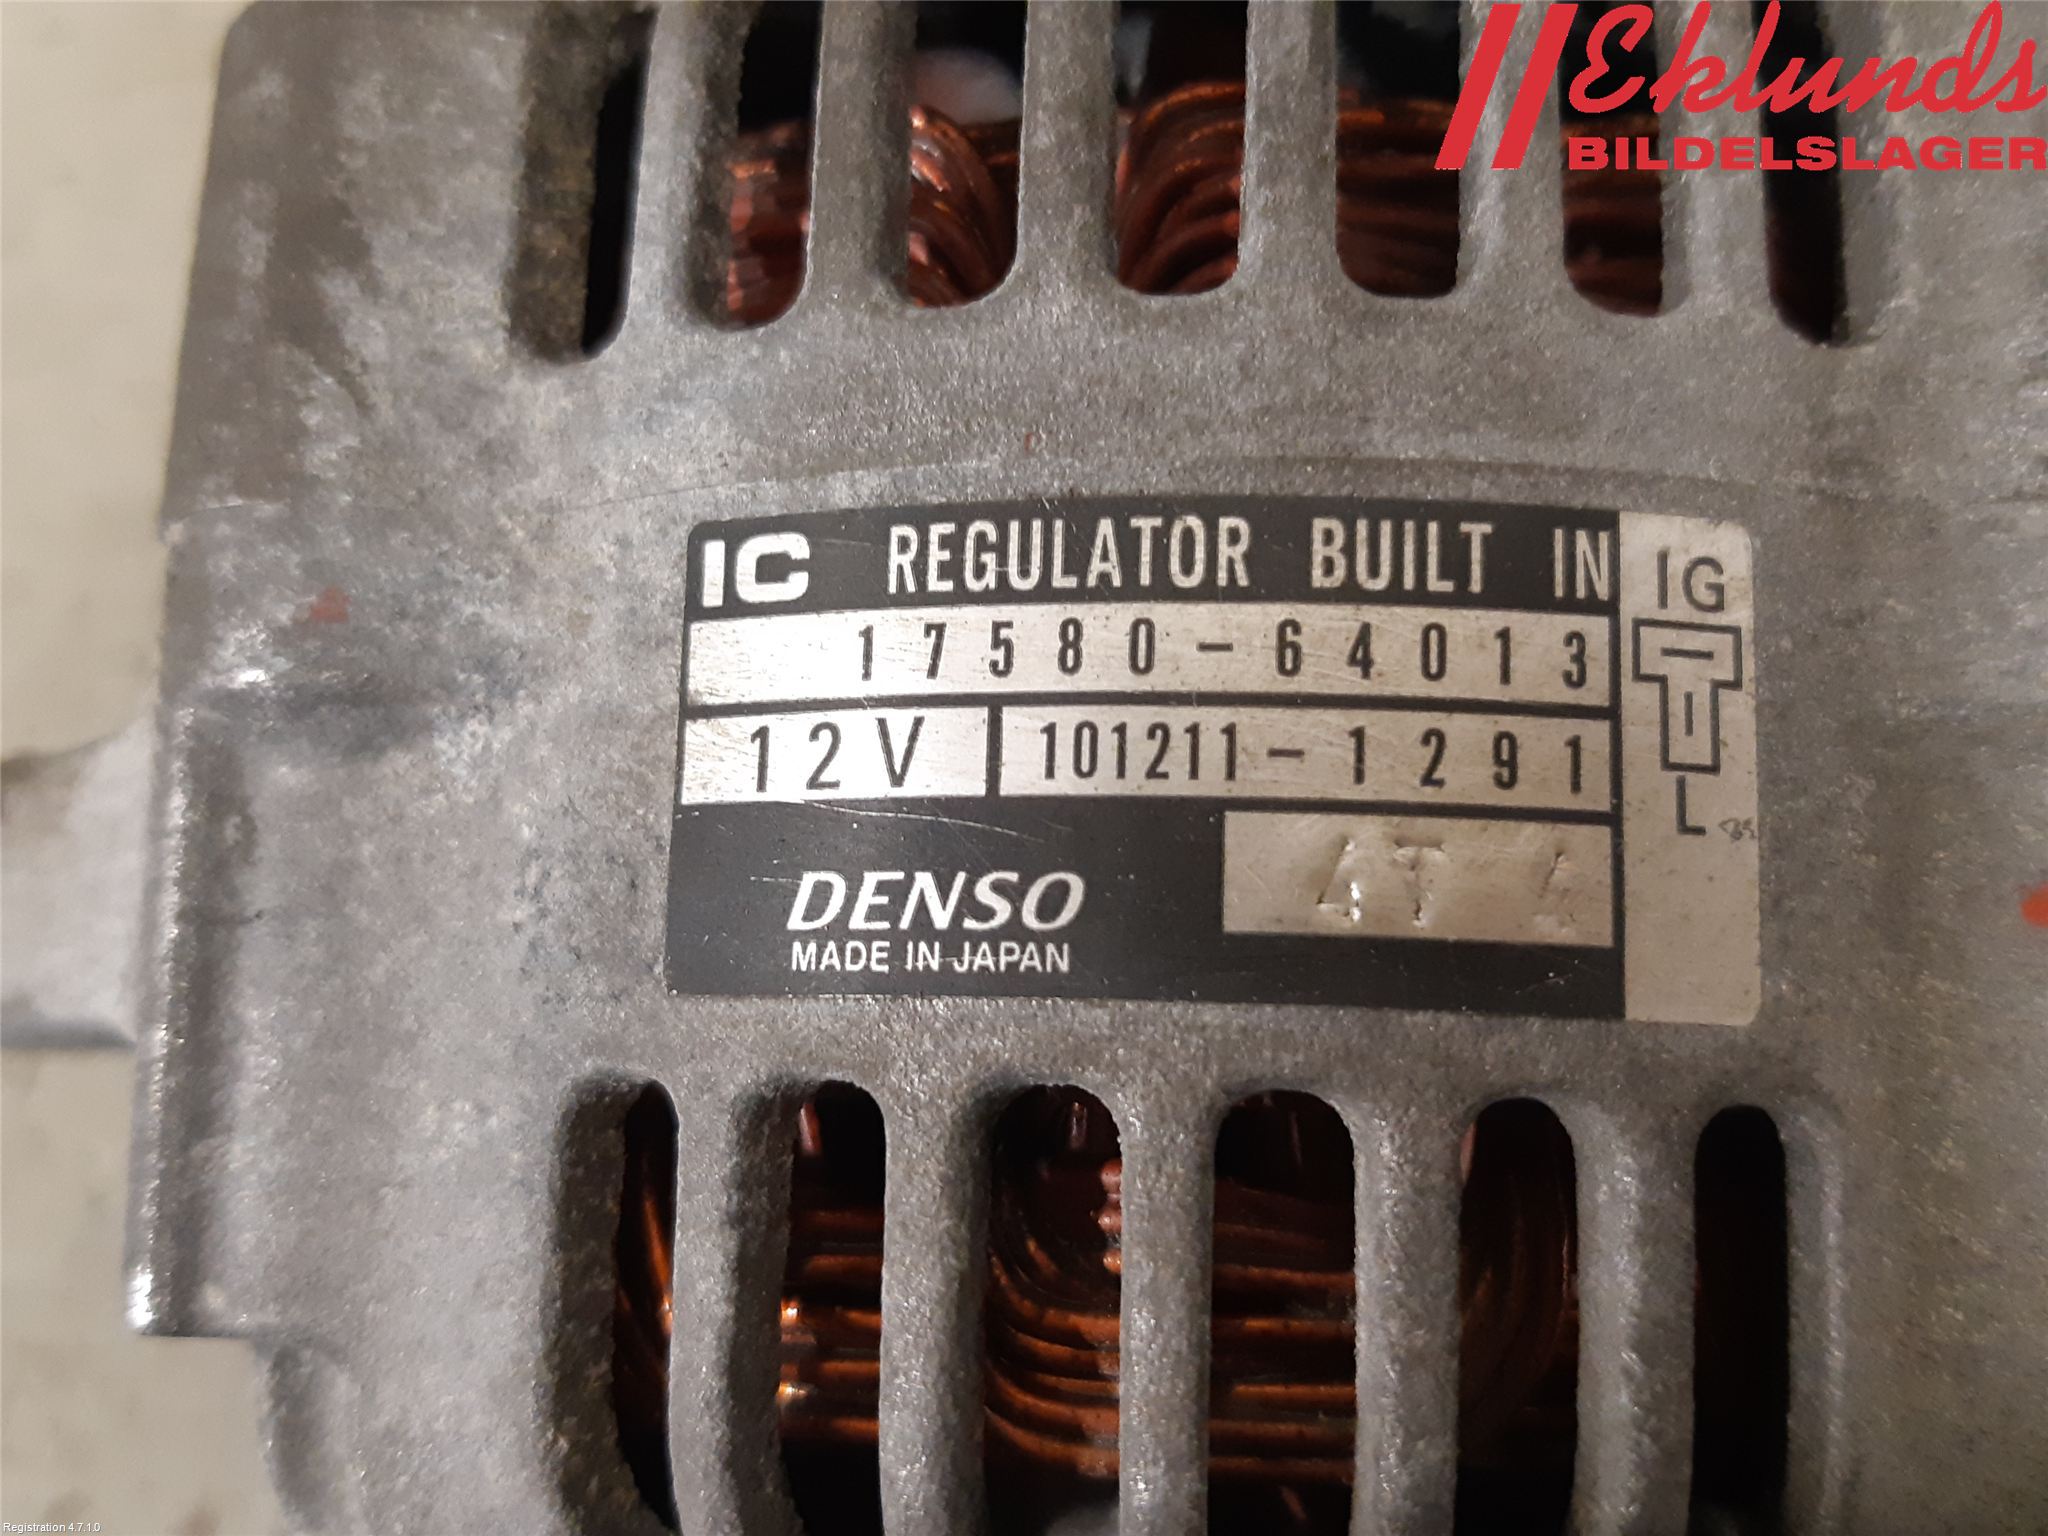 Eklunds
BILDELSLAGER
IC REGULATOR BUILT IN
IG
17580-64013
12V 101211-1291
L
4T
DENSO
MADE IN JAPAN
Registration 4.7.1.0